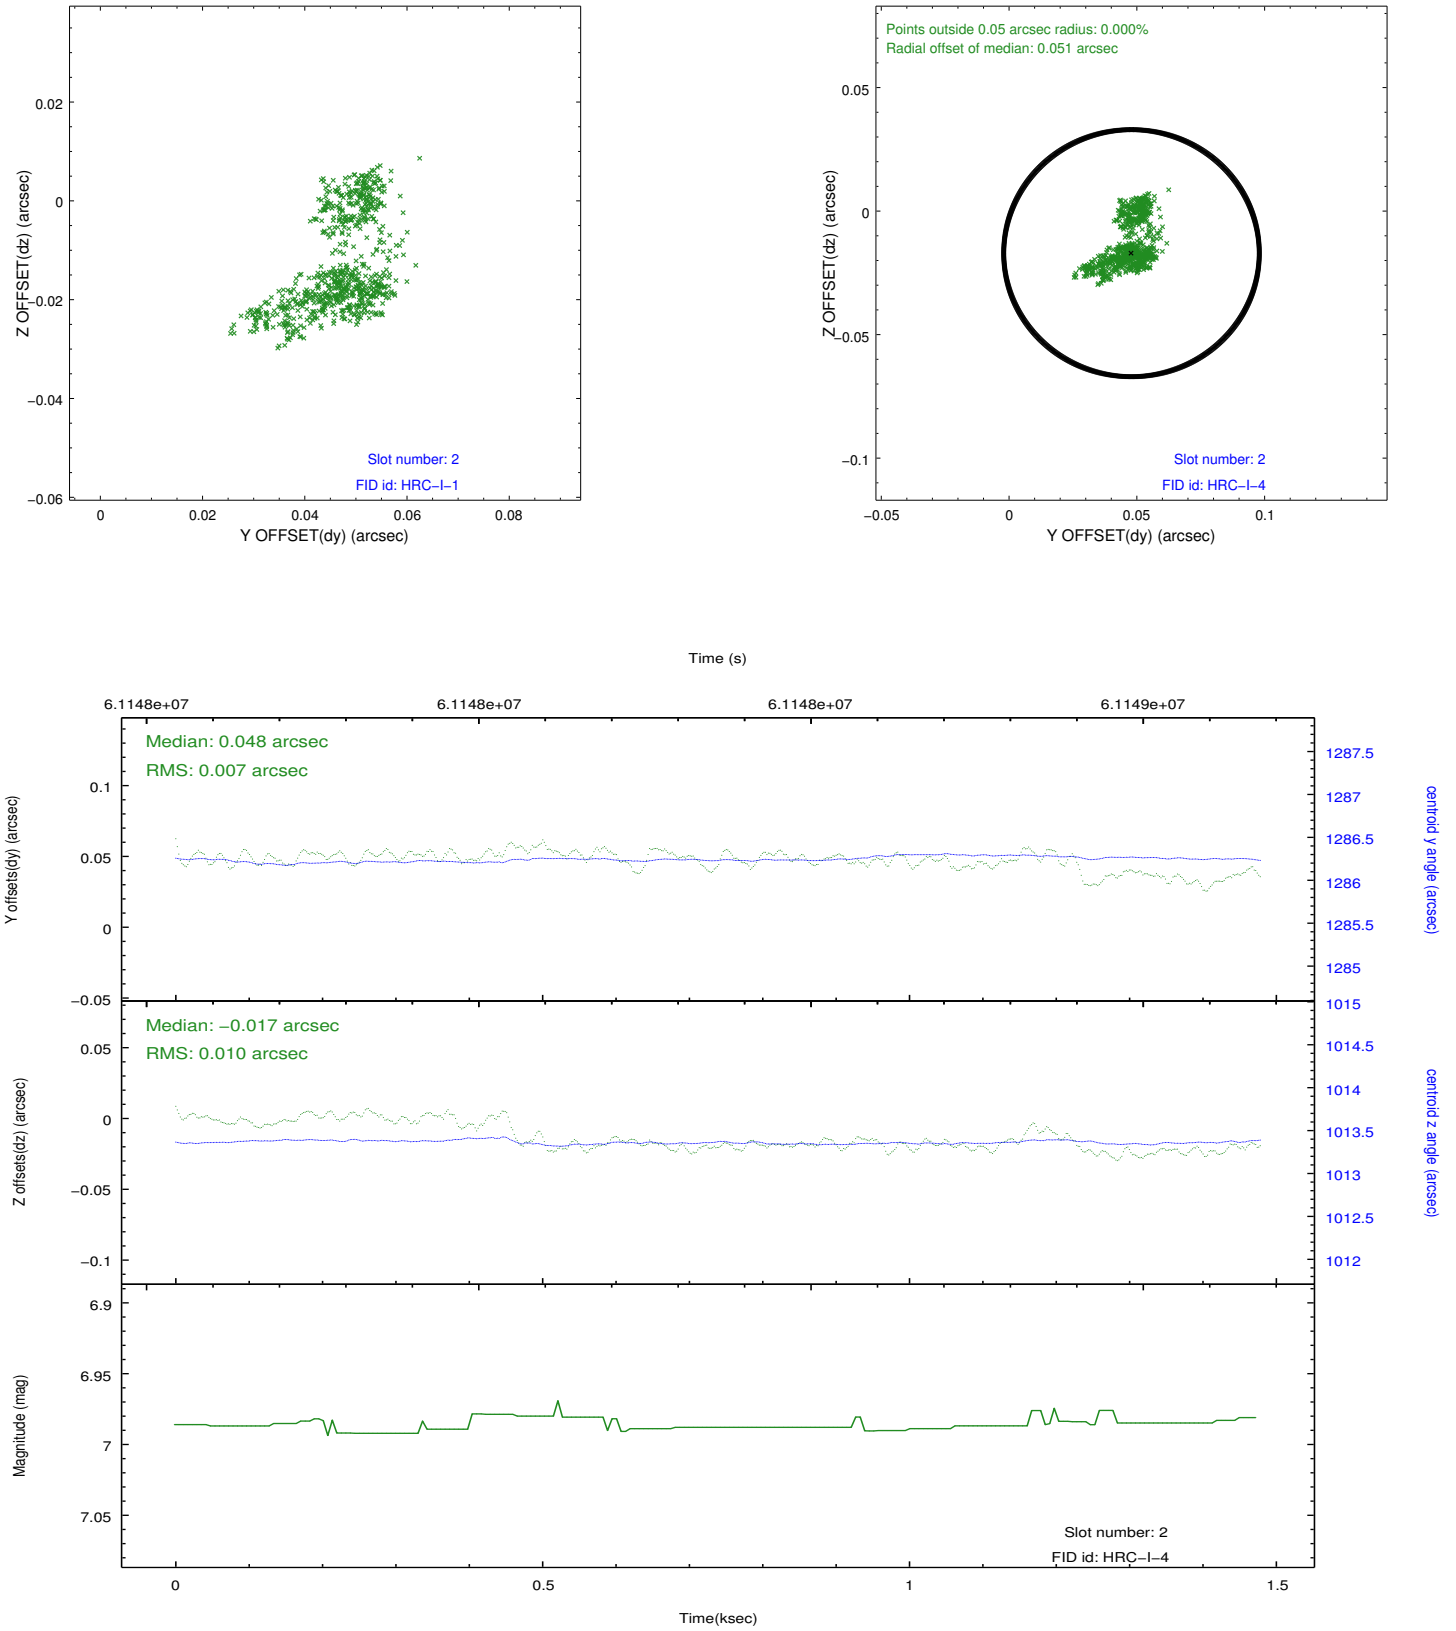 0.02
0
−0.02
−0.04
−0.06
Z OFFSET(dz) (arcsec)
Slot number: 2
FID id: HRC−I−1
0
0.02
0.04
0.06
0.08
Y OFFSET(dy) (arcsec)
Points outside 0.05 arcsec radius: 0.000%
Radial offset of median: 0.051 arcsec
0.05
0
−0.05
−0.1
Z OFFSET(dz) (arcsec)
Slot number: 2
FID id: HRC−I−4
−0.05
0
0.05
0.1
Y OFFSET(dy) (arcsec)
Time (s)
6.1148e+07
6.1148e+07
6.1148e+07
6.1149e+07
Median: 0.048 arcsec
RMS: 0.007 arcsec
0.1
0.05
0
−0.05
Y offsets(dy) (arcsec)
1287.5
1287
1286.5
1286
1285.5
1285
centroid y angle (arcsec)
Median: −0.017 arcsec
RMS: 0.010 arcsec
0.05
0
−0.05
−0.1
Z offsets(dz) (arcsec)
1015
1014.5
1014
1013.5
1013
1012.5
1012
centroid z angle (arcsec)
6.9
6.95
7
7.05
Magnitude (mag)
Slot number: 2
FID id: HRC−I−4
0
0.5
1
1.5
Time(ksec)